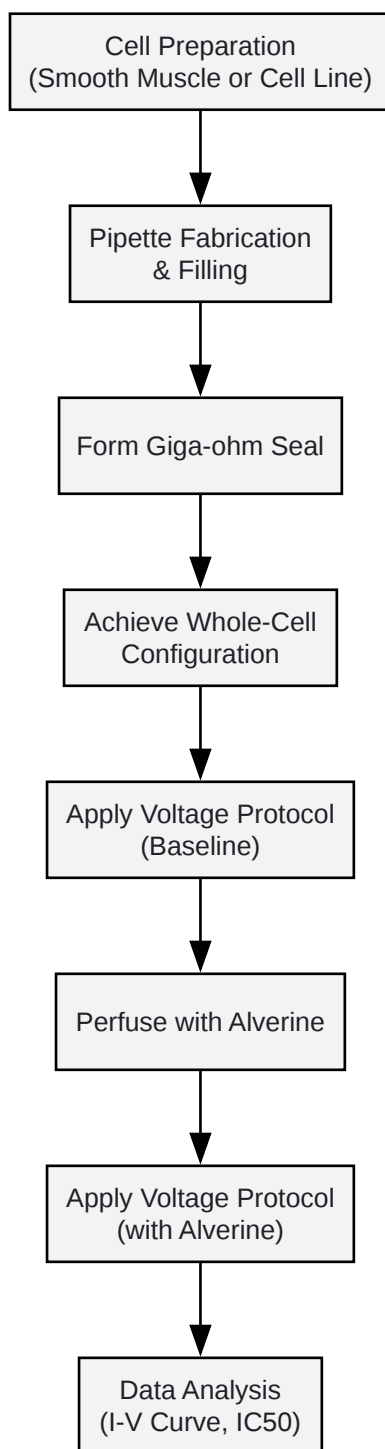 Cell Preparation
(Smooth Muscle or Cell Line)
Pipette Fabrication
& Filling
Form Giga-ohm Seal
Achieve Whole-Cell
Configuration
Apply Voltage Protocol
(Baseline)
Perfuse with Alverine
Apply Voltage Protocol
(with Alverine)
Data Analysis
(I-V Curve, IC50)